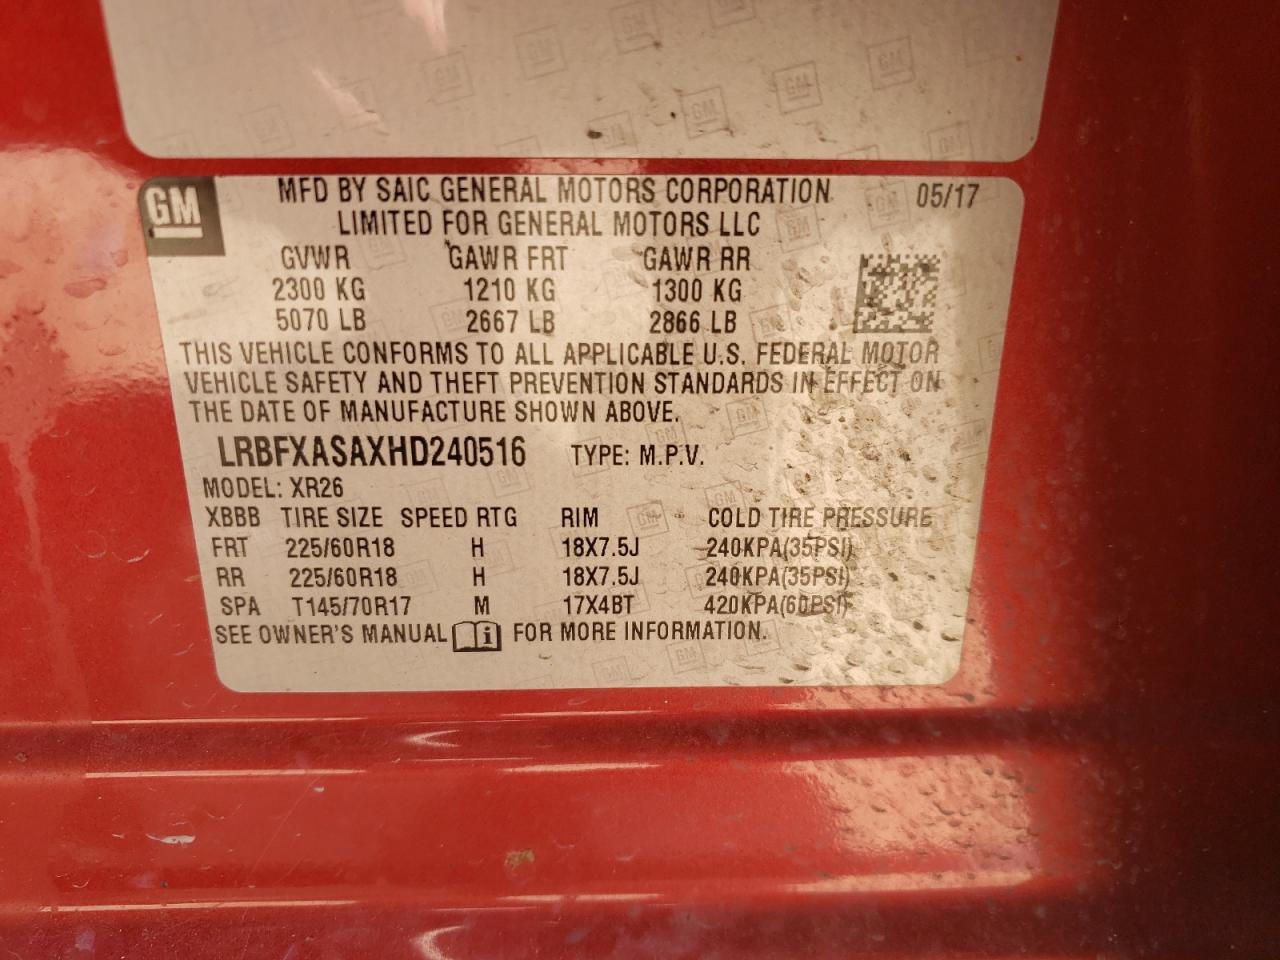 GM
MFD BY SAIC GENERAL MOTORS CORPORATION 05/17
LIMITED FOR GENERAL MOTORS LLC
GVWR GAWR FRT GAWR RR
2300 KG 1210 KG 1300 KG
5070 LB 2667 LB 2866 LB
THIS VEHICLE CONFORMS TO ALL APPLICABLE U.S. FEDERAL MOTOR
VEHICLE SAFETY AND THEFT PREVENTION STANDARDS IN EFFECT ON
THE DATE OF MANUFACTURE SHOWN ABOVE.
LRBFXASAXHD240516 TYPE: M.P.V.
MODEL: XR26
XBBB TIRE SIZE SPEED RTG RIM COLD TIRE PRESSURE
FRT 225/60R18 H 18X7.5J 240KPA(35PSI)
RR 225/60R18 H 18X7.5J 240KPA(35PSI)
SPA T145/70R17 M 17X4BT 420KPA(60PSI)
SEE OWNER'S MANUAL FOR MORE INFORMATION.